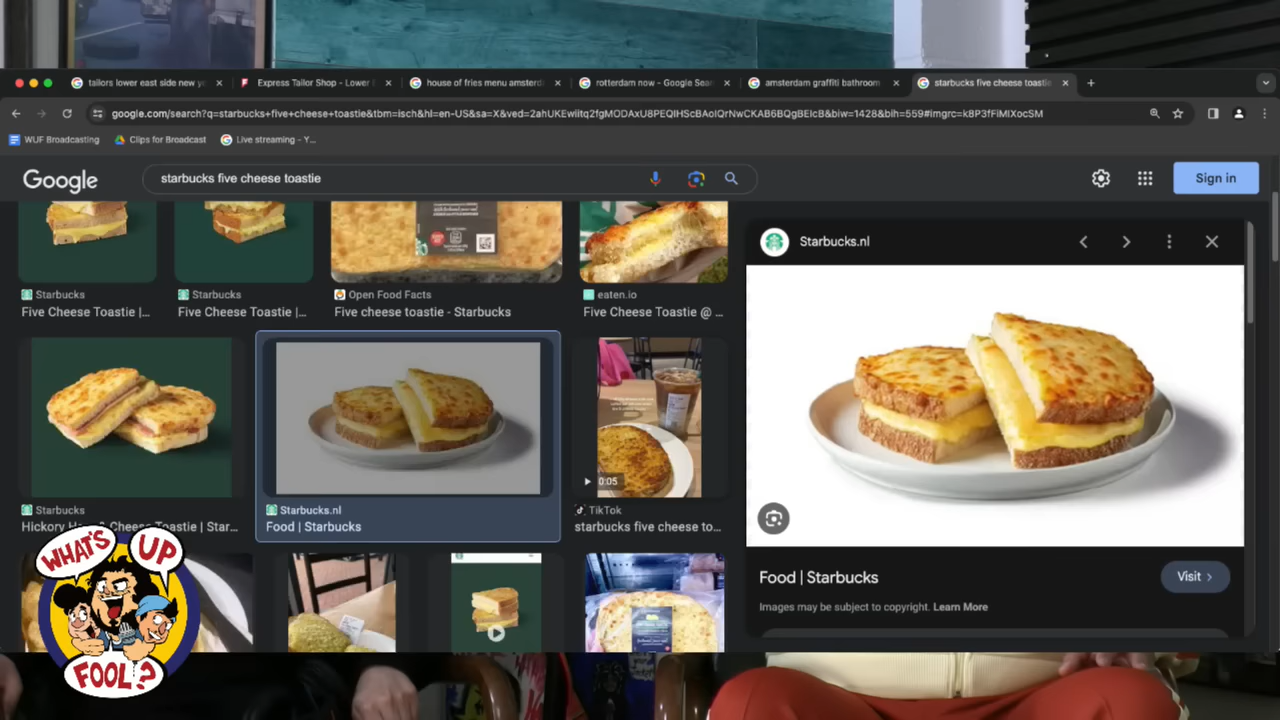 tailors lower east side new yo
Express Tailor Shop - Lower E
house of fries menu amsterda
rotterdam now - Google Sear
amsterdam graffiti bathroom
starbucks five cheese toastie
google.com/search?q=starbucks+five+cheese+toastie&tbm=isch&hl=en-US&sa=X&ved=2ahUKEwiitq2fgMODAxU8PEQIHScBAoIQrNwCKAB6BQgBEIcB&biw=1428&bih=559#imgrc=k8P3fFiMIXocSM
WUF Broadcasting
Clips for Broadcast
Live streaming - Y...
Google
starbucks five cheese toastie
Sign in
Starbucks
Five Cheese Toastie |...
Starbucks
Five Cheese Toastie |...
Open Food Facts
Five cheese toastie - Starbucks
eaten.io
Five Cheese Toastie @ ...
Starbucks.nl
Starbucks
Hickory Ham & Cheese Toastie | Star...
Starbucks.nl
Food | Starbucks
0:05
TikTok
starbucks five cheese to...
Food | Starbucks
Visit
Images may be subject to copyright. Learn More
WHAT'S
UP
FOOL?